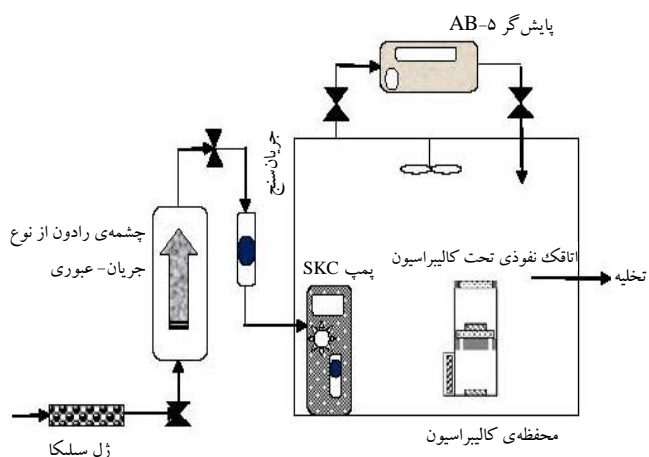 پایش‌گر AB-۵
جریان‌سنج
چشمه‌ی رادون از نوع
جریان- عبوری
پمپ SKC
اتاقک نفوذی تحت کالیبراسیون
تخلیه
ژل سیلیکا
محفظه‌ی کالیبراسیون